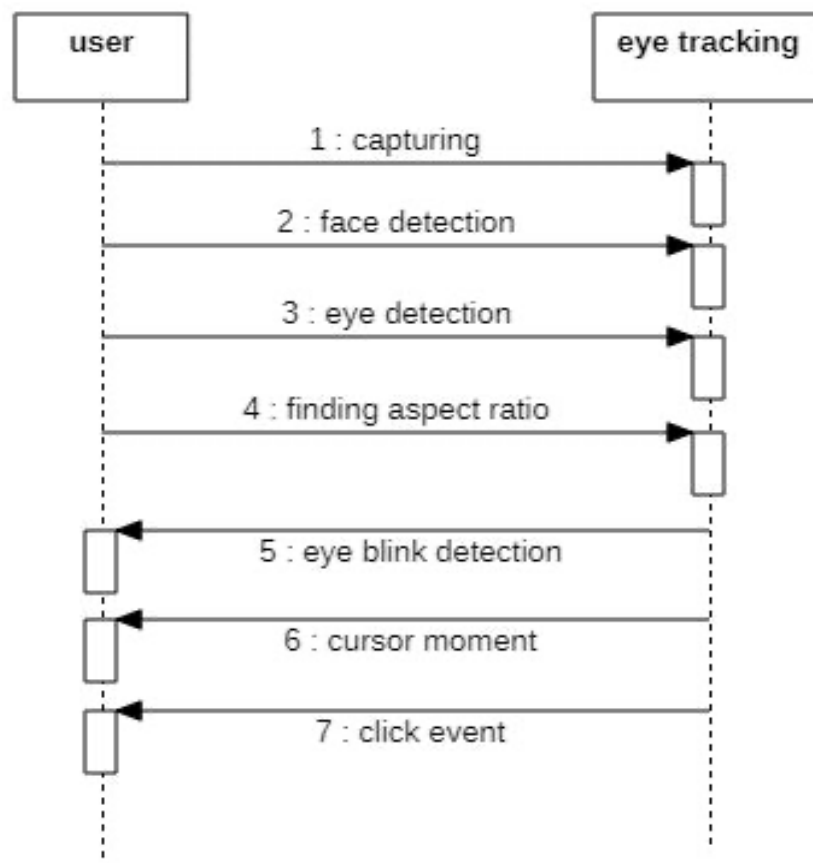 user
eye tracking
1 : capturing
2 : face detection
3 : eye detection
4 : finding aspect ratio
5 : eye blink detection
6 : cursor moment
7 : click event